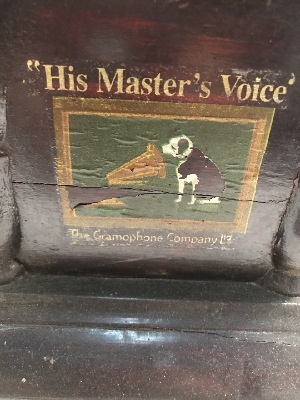 "His Master's Voice"
The Gramophone Company Ltd